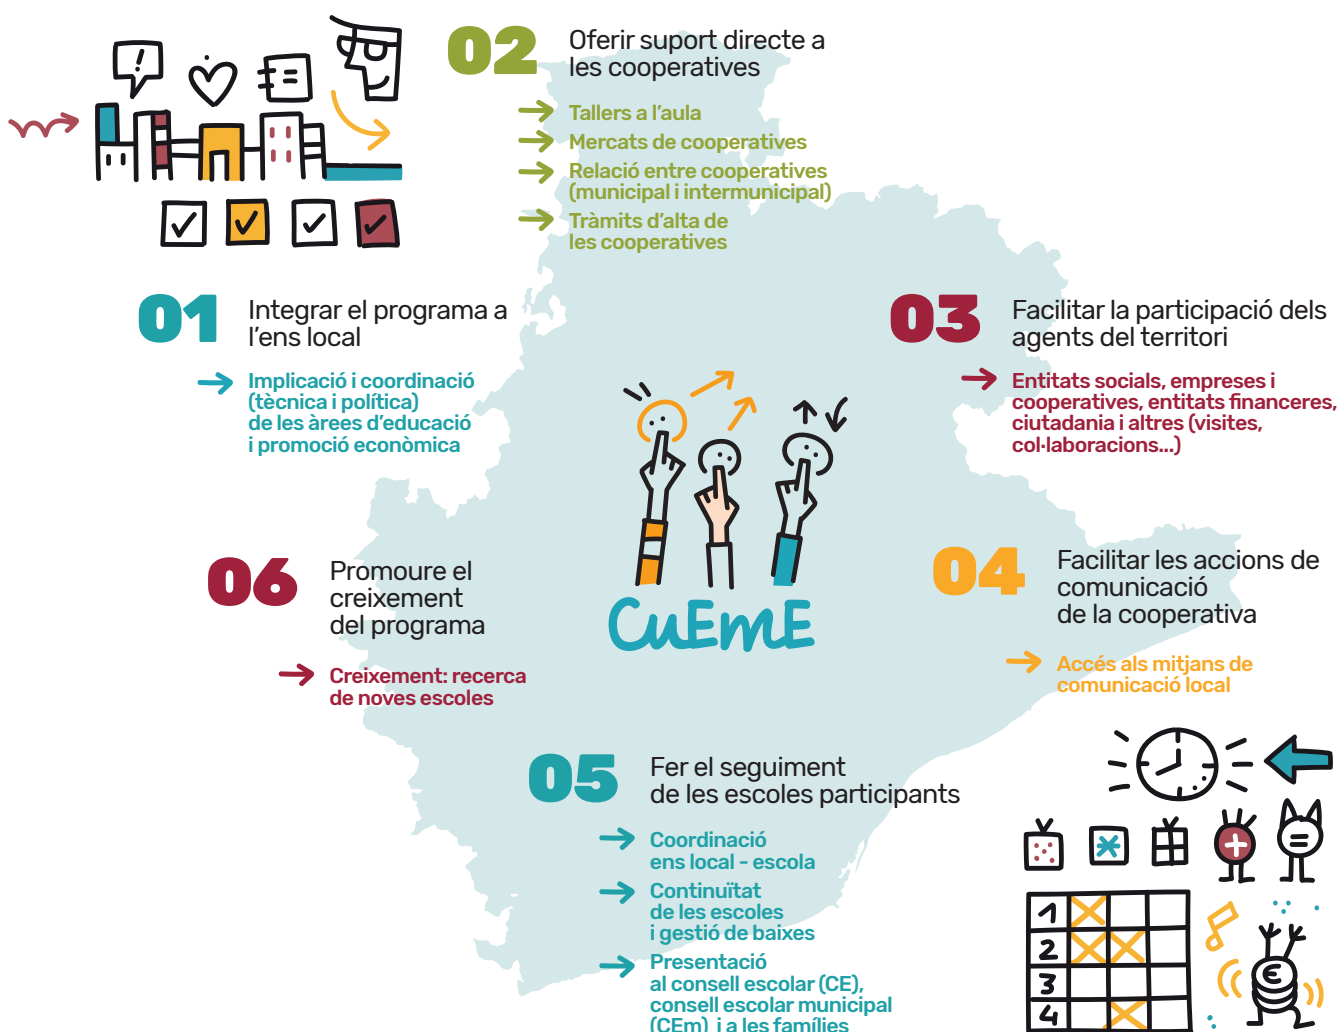 02
Oferir suport directe a
les cooperatives
Tallers a l'aula
Mercats de cooperatives
Relació entre cooperatives
(municipal i intermunicipal)
Tràmits d'alta de
les cooperatives
01
Integrar el programa a
l'ens local
Implicació i coordinació
(tècnica i política)
de les àrees d'educació
i promoció econòmica
03
Facilitar la participació dels
agents del territori
Entitats socials, empreses i
cooperatives, entitats financeres,
ciutadania i altres (visites,
col·laboracions...)
CuEmE
06
Promoure el
creixement
del programa
Creixement: recerca
de noves escoles
04
Facilitar les accions de
comunicació
de la cooperativa
Accés als mitjans de
comunicació local
05
Fer el seguiment
de les escoles participants
Coordinació
ens local - escola
Continuïtat
de les escoles
i gestió de baixes
Presentació
al consell escolar (CE),
consell escolar municipal
(CEm) i a les famílies
1
2
3
4
€